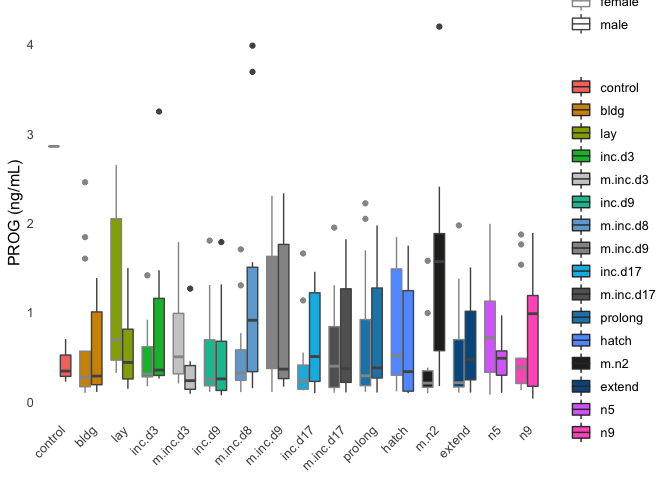 female
male
4
3
2
1
0
PROG (ng/mL)
control
bldg
lay
inc.d3
m.inc.d3
inc.d9
m.inc.d8
m.inc.d9
inc.d17
m.inc.d17
prolong
hatch
m.n2
extend
n5
n9
control
bldg
lay
inc.d3
m.inc.d3
inc.d9
m.inc.d8
m.inc.d9
inc.d17
m.inc.d17
prolong
hatch
m.n2
extend
n5
n9